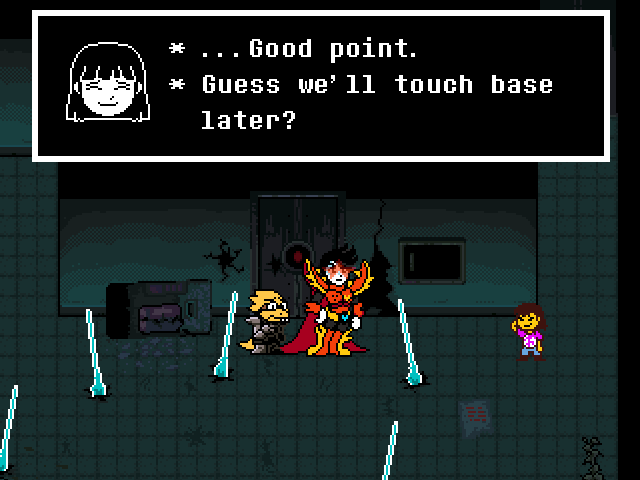 * ...Good point.
* Guess we'll touch base
later?